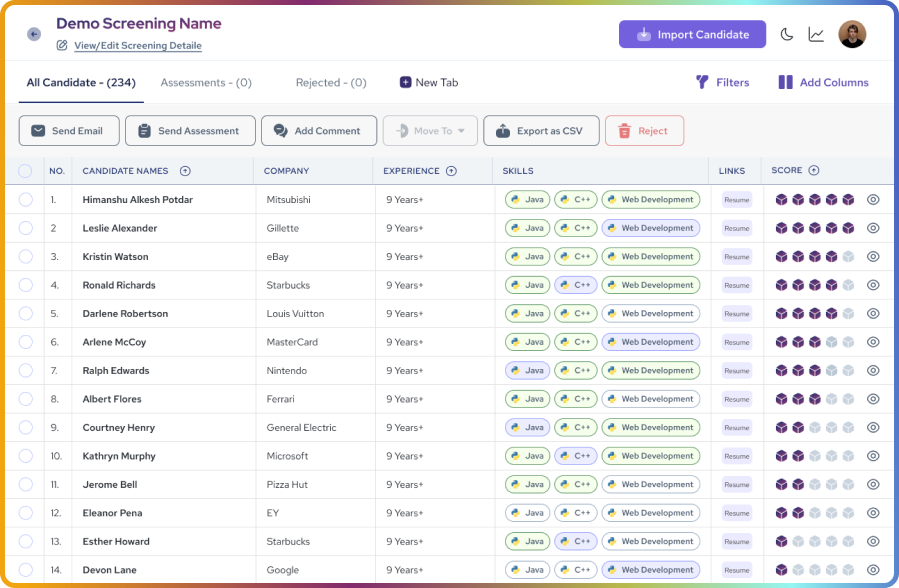 Demo Screening Name
View/Edit Screening Detaile
Import Candidate
All Candidate - (234) Assessments - (0) Rejected - (0) New Tab Filters Add Columns
Send Email Send Assessment Add Comment Move To Export as CSV Reject
NO. CANDIDATE NAMES COMPANY EXPERIENCE SKILLS LINKS SCORE
1. Himanshu Alkesh Potdar Mitsubishi 9 Years+ Java C++ Web Development Resume
2 Leslie Alexander Gillette 9 Years+ Java C++ Web Development Resume
3. Kristin Watson eBay 9 Years+ Java C++ Web Development Resume
4. Ronald Richards Starbucks 9 Years+ Java C++ Web Development Resume
5. Darlene Robertson Louis Vuitton 9 Years+ Java C++ Web Development Resume
6. Arlene McCoy MasterCard 9 Years+ Java C++ Web Development Resume
7. Ralph Edwards Nintendo 9 Years+ Java C++ Web Development Resume
8. Albert Flores Ferrari 9 Years+ Java C++ Web Development Resume
9. Courtney Henry General Electric 9 Years+ Java C++ Web Development Resume
10. Kathryn Murphy Microsoft 9 Years+ Java C++ Web Development Resume
11. Jerome Bell Pizza Hut 9 Years+ Java C++ Web Development Resume
12. Eleanor Pena EY 9 Years+ Java C++ Web Development Resume
13. Esther Howard Starbucks 9 Years+ Java C++ Web Development Resume
14. Devon Lane Google 9 Years+ Java C++ Web Development Resume